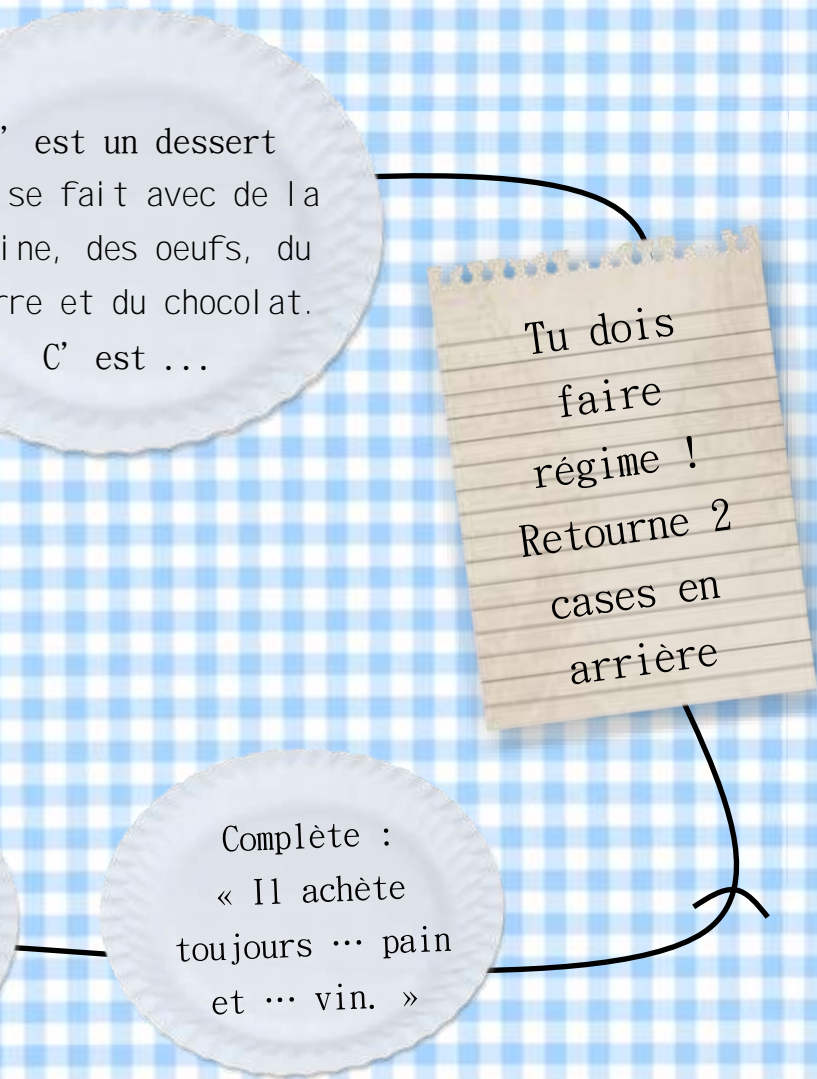 ’est un dessert
se fait avec de la
ine, des oeufs, du
rre et du chocolat.
C’est ...
Tu dois
faire
régime !
Retourne 2
cases en
arrière
Complète :
« Il achète
toujours … pain
et … vin. »